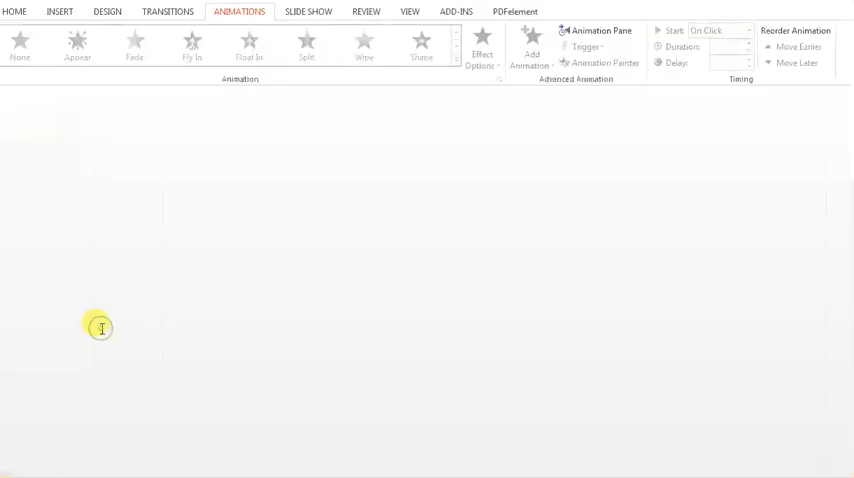 HOME INSERT DESIGN TRANSITIONS ANIMATIONS SLIDE SHOW REVIEW VIEW ADD-INS PDFelement
None Appear Fade Fly In Float In Split Wipe Shape
Effect Options
Add Animation
Animation Pane
Trigger
Animation Painter
Start: On Click
Duration:
Delay:
Reorder Animation
Move Earlier
Move Later
Animation Advanced Animation Timing